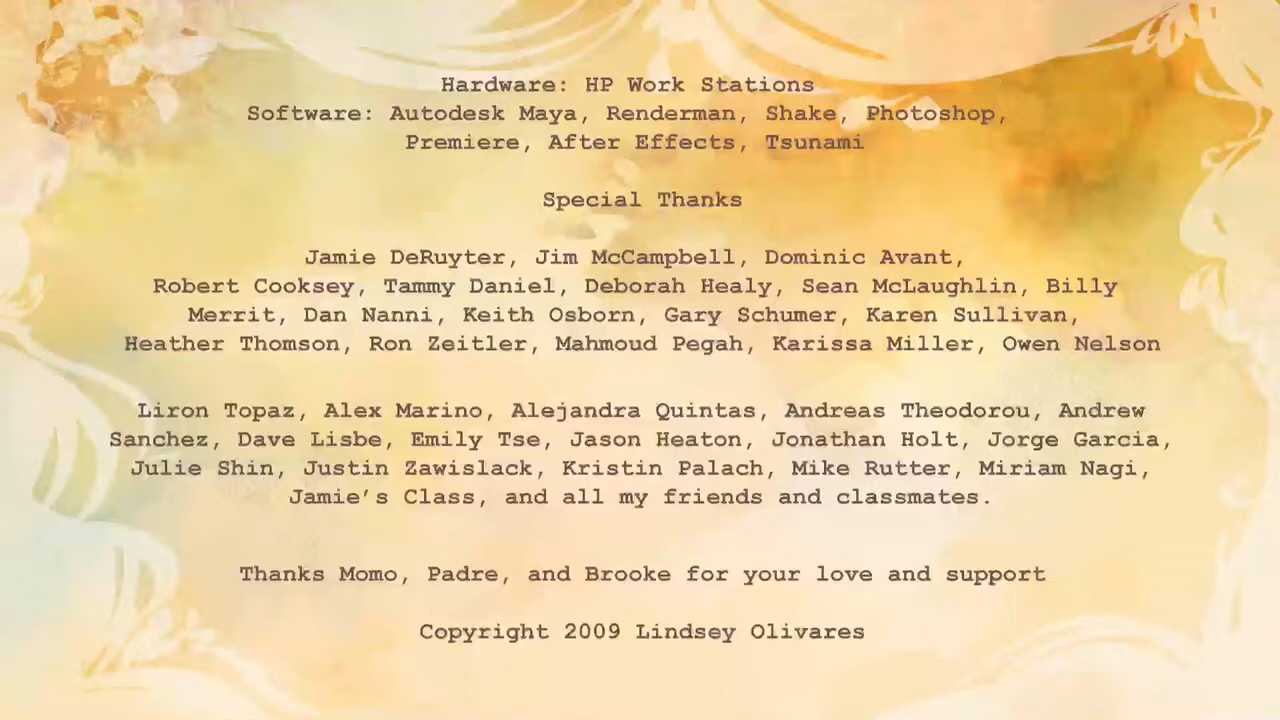 Hardware: HP Work Stations
Software: Autodesk Maya, Renderman, Shake, Photoshop,
Premiere, After Effects, Tsunami
Special Thanks
Jamie DeRuyter, Jim McCampbell, Dominic Avant,
Robert Cooksey, Tammy Daniel, Deborah Healy, Sean McLaughlin, Billy
Merrit, Dan Nanni, Keith Osborn, Gary Schumer, Karen Sullivan,
Heather Thomson, Ron Zeitler, Mahmoud Pegah, Karissa Miller, Owen Nelson
Liron Topaz, Alex Marino, Alejandra Quintas, Andreas Theodorou, Andrew
Sanchez, Dave Lisbe, Emily Tse, Jason Heaton, Jonathan Holt, Jorge Garcia,
Julie Shin, Justin Zawislack, Kristin Palach, Mike Rutter, Miriam Nagi,
Jamie’s Class, and all my friends and classmates.
Thanks Momo, Padre, and Brooke for your love and support
Copyright 2009 Lindsey Olivares